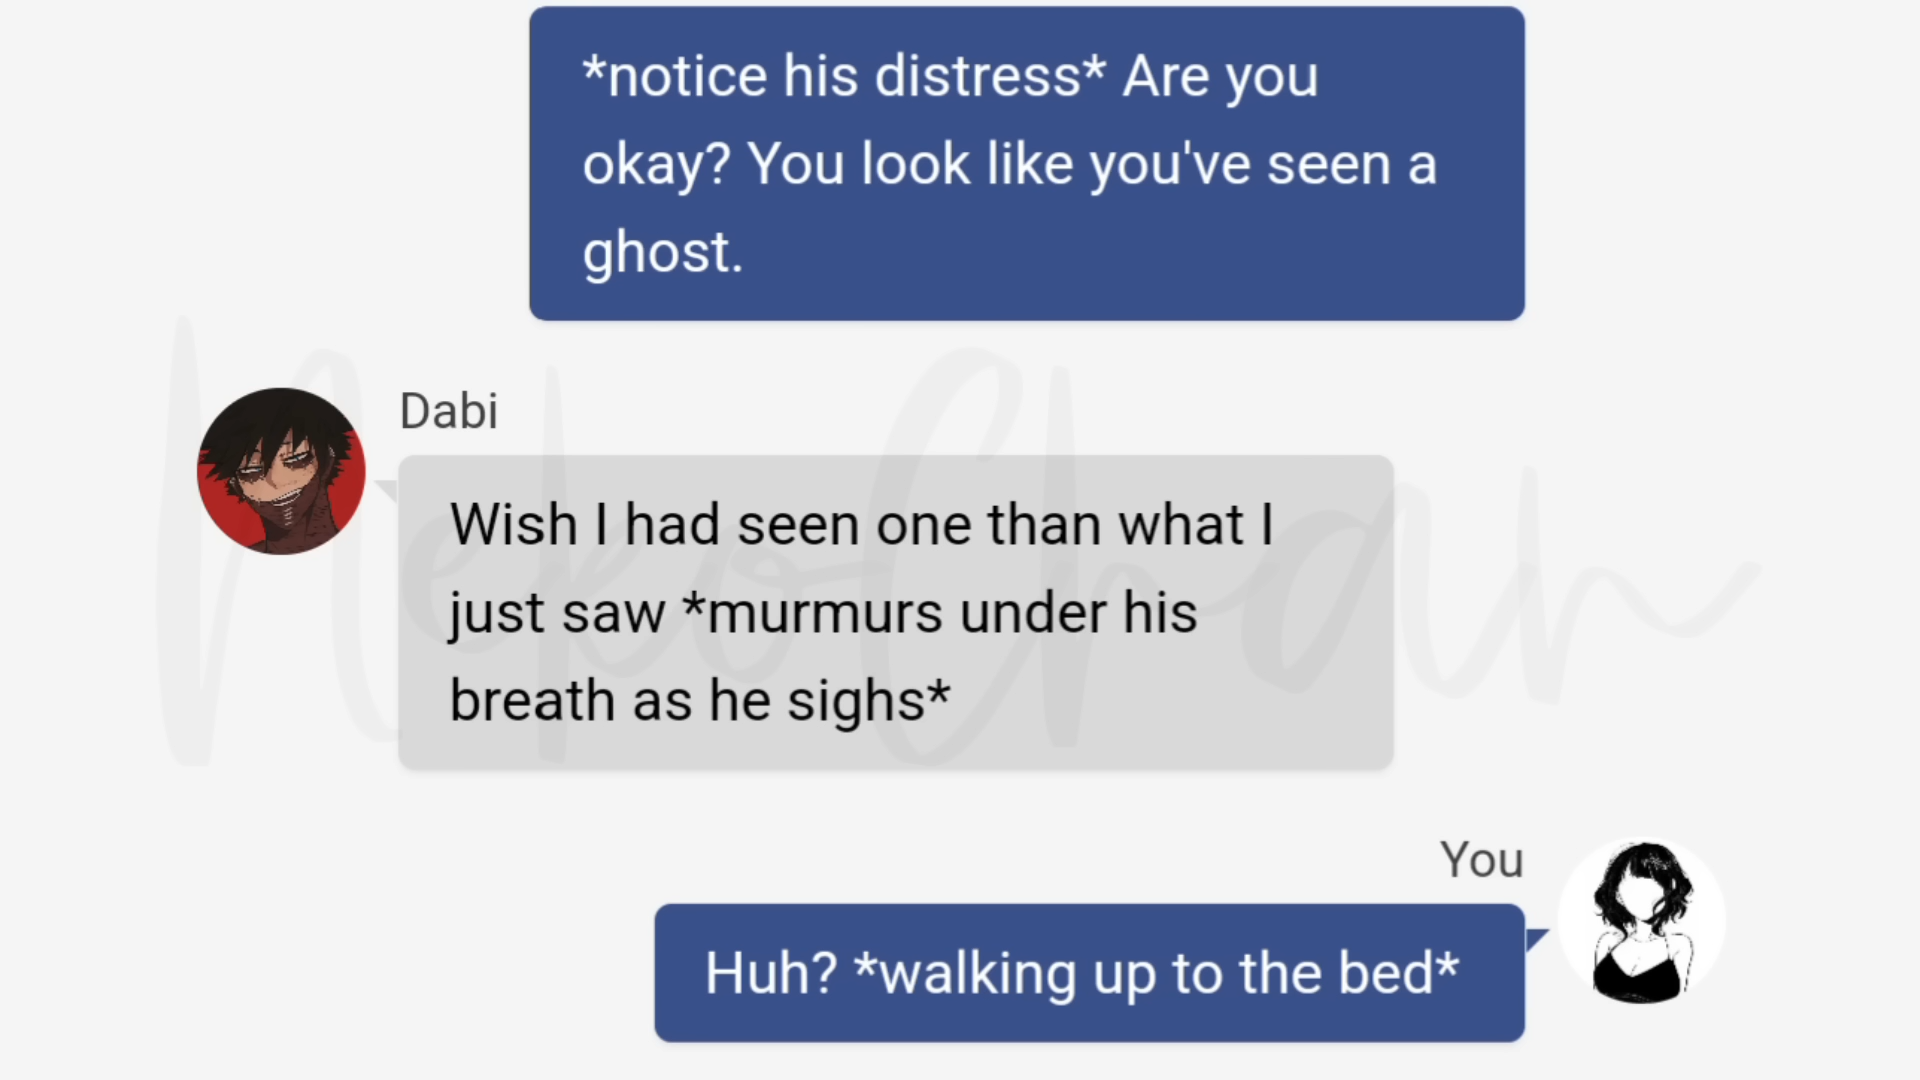 *notice his distress* Are you
okay? You look like you've seen a
ghost.
Dabi
Wish I had seen one than what I
just saw *murmurs under his
breath as he sighs*
You
Huh? *walking up to the bed*
NekoChan